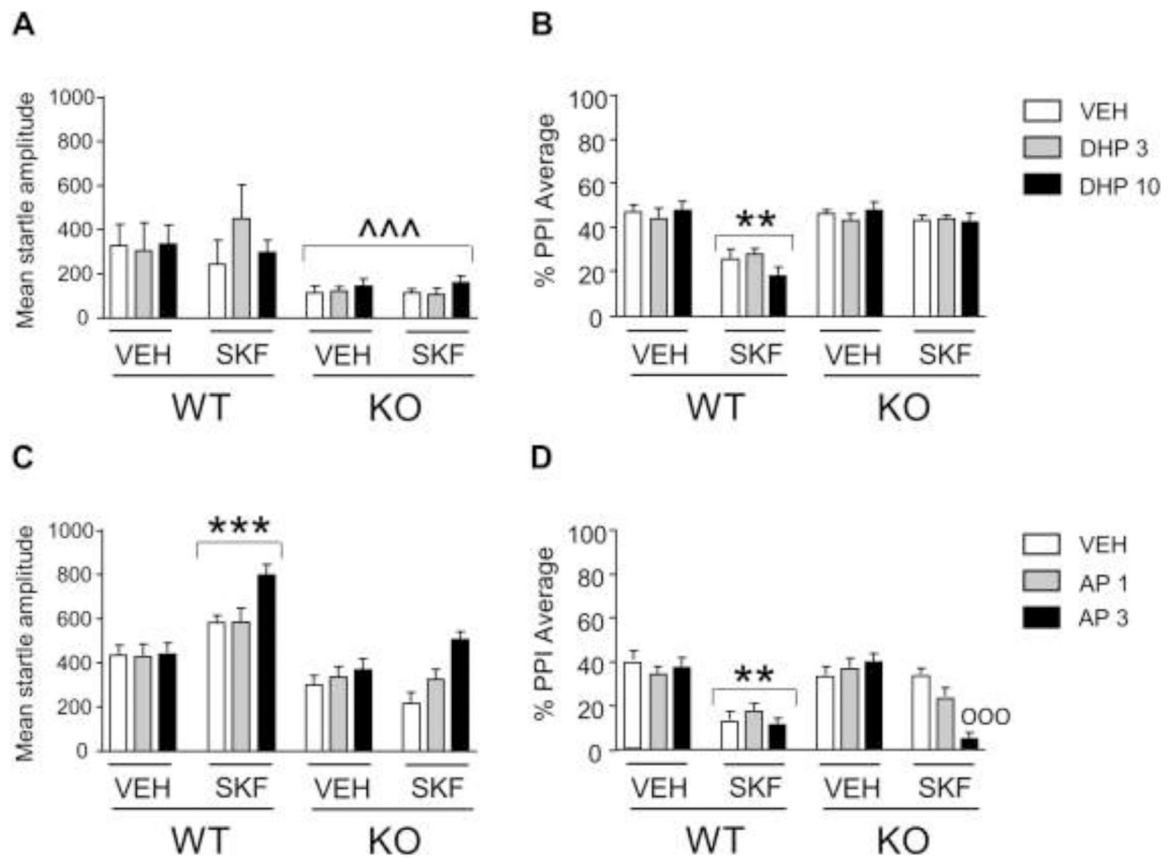 A
Mean startle amplitude
1000
800
600
400
200
0
^^^
VEH SKF VEH SKF
WT KO
B
% PPI Average
100
80
60
40
20
0
**
VEH SKF VEH SKF
WT KO
VEH
DHP 3
DHP 10
C
Mean startle amplitude
1000
800
600
400
200
0
***
VEH SKF VEH SKF
WT KO
D
% PPI Average
100
80
60
40
20
0
**
ooo
VEH SKF VEH SKF
WT KO
VEH
AP 1
AP 3